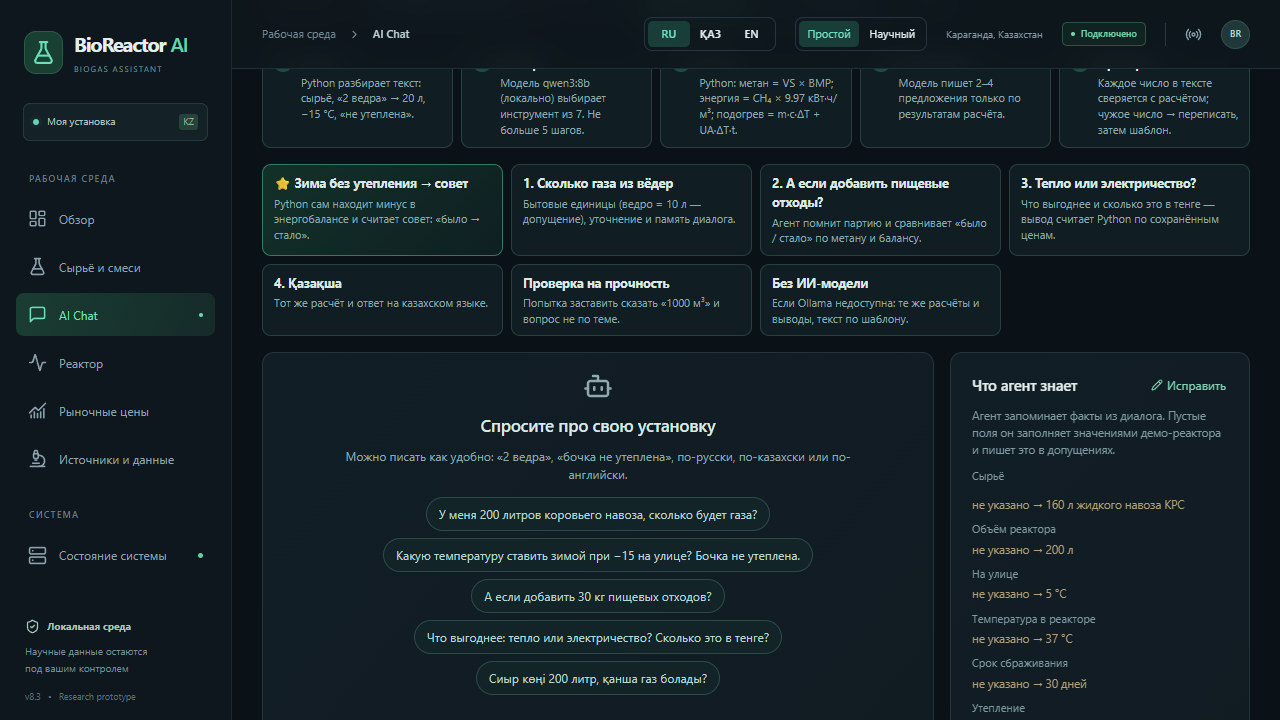 BioReactor AI
BIOGAS ASSISTANT
Моя установка
KZ
РАБОЧАЯ СРЕДА
Обзор
Сырьё и смеси
AI Chat
Реактор
Рыночные цены
Источники и данные
СИСТЕМА
Состояние системы
Локальная среда
Научные данные остаются
под вашим контролем
v8.3 • Research prototype
Рабочая среда
AI Chat
RU
ҚАЗ
EN
Простой
Научный
Караганда, Казахстан
Подключено
BR
Python разбирает текст:
сырьё, «2 ведра» → 20 л,
−15 °C, «не утеплена».
Модель qwen3:8b
(локально) выбирает
инструмент из 7. Не
больше 5 шагов.
Python: метан = VS × BMP;
энергия = CH₄ × 9.97 кВт·ч/
м³; подогрев = m·c·ΔT +
UA·ΔT·t.
Модель пишет 2–4
предложения только по
результатам расчёта.
Каждое число в тексте
сверяется с расчётом;
чужое число → переписать,
затем шаблон.
⭐ Зима без утепления → совет
Python сам находит минус в
энергобалансе и считает совет: «было →
стало».
1. Сколько газа из вёдер
Бытовые единицы (ведро = 10 л —
допущение), уточнение и память диалога.
2. А если добавить пищевые
отходы?
Агент помнит партию и сравнивает «было
/ стало» по метану и балансу.
3. Тепло или электричество?
Что выгоднее и сколько это в тенге —
вывод считает Python по сохранённым
ценам.
4. Қазақша
Тот же расчёт и ответ на казахском языке.
Проверка на прочность
Попытка заставить сказать «1000 м³» и
вопрос не по теме.
Без ИИ-модели
Если Ollama недоступна: те же расчёты и
выводы, текст по шаблону.
Спросите про свою установку
Можно писать как удобно: «2 ведра», «бочка не утеплена», по-русски, по-казахски или по-
английски.
У меня 200 литров коровьего навоза, сколько будет газа?
Какую температуру ставить зимой при −15 на улице? Бочка не утеплена.
А если добавить 30 кг пищевых отходов?
Что выгоднее: тепло или электричество? Сколько это в тенге?
Сиыр көңі 200 литр, қанша газ болады?
Что агент знает
Исправить
Агент запоминает факты из диалога. Пустые
поля он заполняет значениями демо-реактора
и пишет это в допущениях.
Сырьё
не указано → 160 л жидкого навоза КРС
Объём реактора
не указано → 200 л
На улице
не указано → 5 °C
Температура в реакторе
не указано → 37 °C
Срок сбраживания
не указано → 30 дней
Утепление